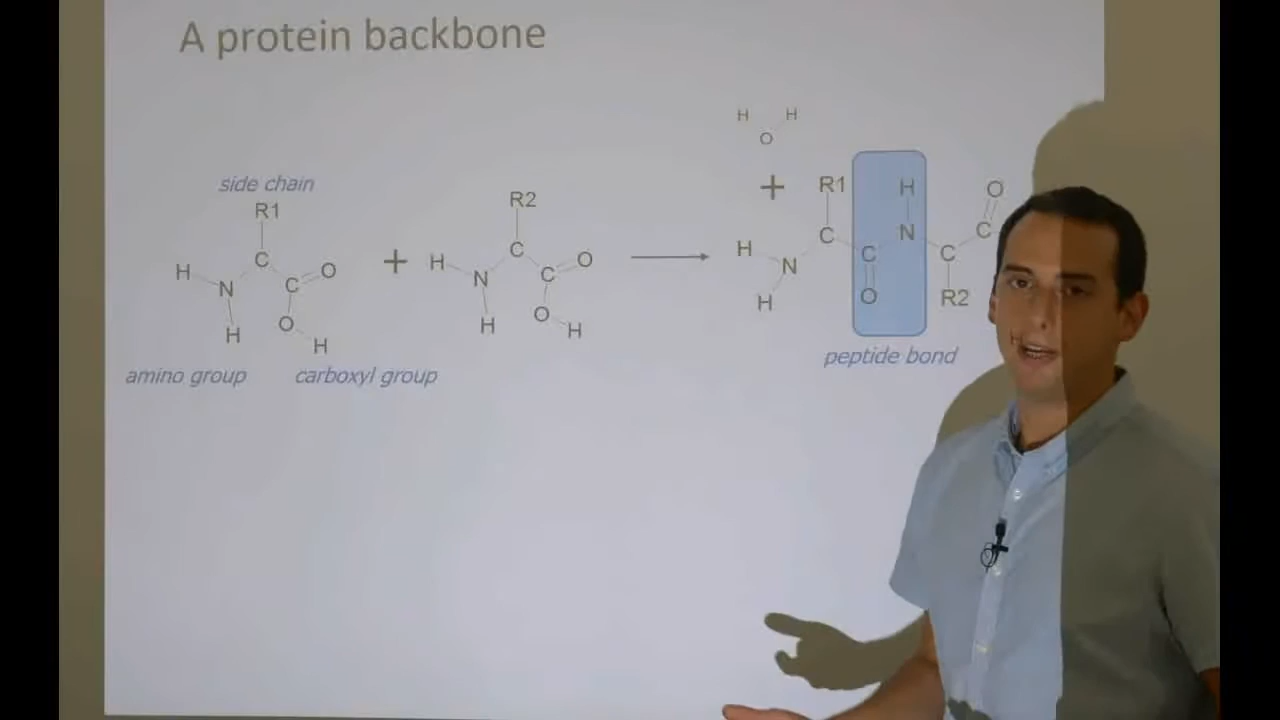 A protein backbone
side chain
R1
H
N
H
C
C
O
O
H
amino group
carboxyl group
+
H
N
H
R2
C
C
O
O
H
H
H
O
+
H
N
H
R1
C
C
O
H
N
C
R2
C
O
H
peptide bond